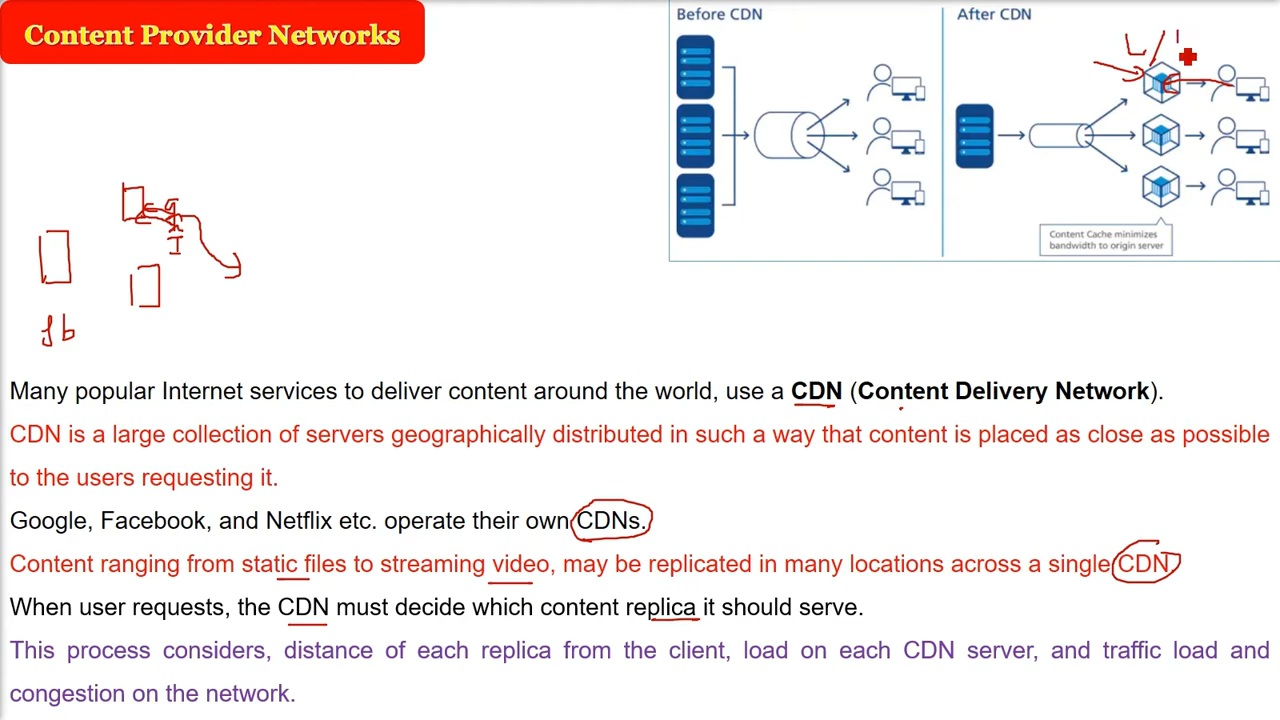 Content Provider Networks
Before CDN
After CDN
Content Cache minimizes
bandwidth to origin server
fb
Many popular Internet services to deliver content around the world, use a CDN (Content Delivery Network).
CDN is a large collection of servers geographically distributed in such a way that content is placed as close as possible
to the users requesting it.
Google, Facebook, and Netflix etc. operate their own CDNs.
Content ranging from static files to streaming video, may be replicated in many locations across a single CDN
When user requests, the CDN must decide which content replica it should serve.
This process considers, distance of each replica from the client, load on each CDN server, and traffic load and
congestion on the network.